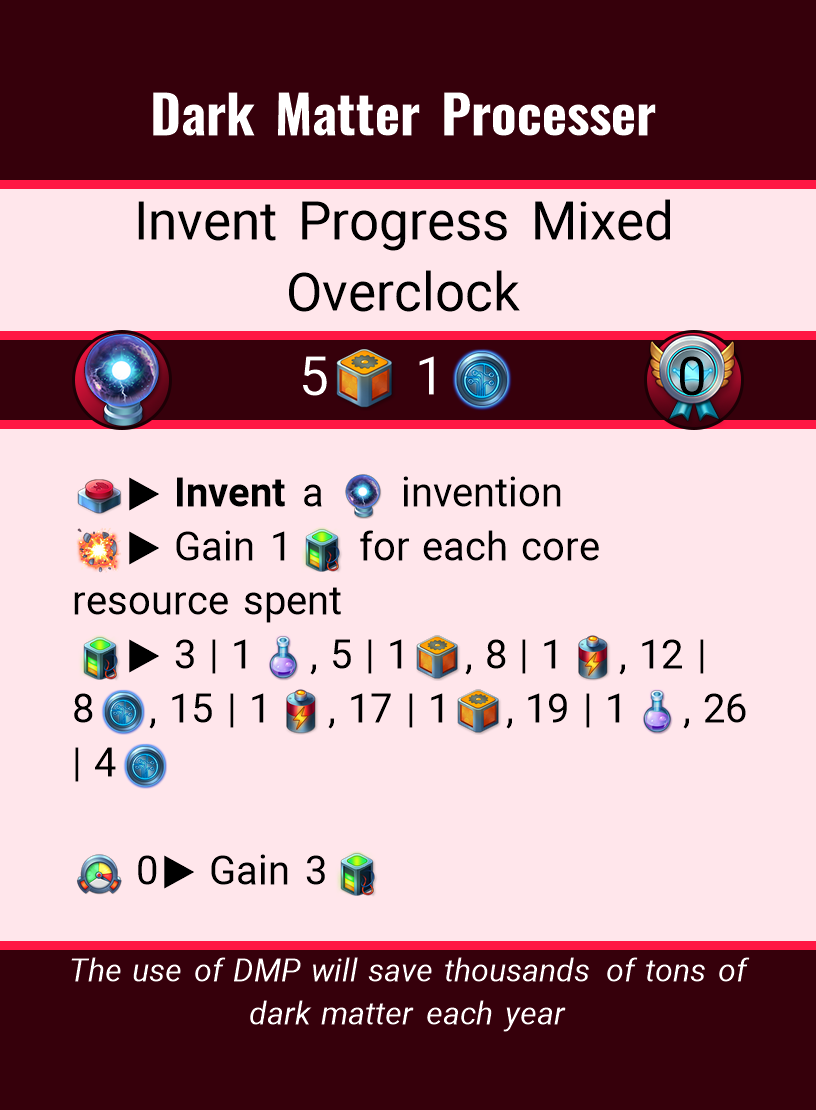 Dark Matter Processer
Invent Progress Mixed
Overclock
5 1 0
▶ Invent a invention
▶ Gain 1 for each core
resource spent
▶ 3 | 1 , 5 | 1 , 8 | 1 , 12 |
8 , 15 | 1 , 17 | 1 , 19 | 1 , 26
| 4
0▶ Gain 3
The use of DMP will save thousands of tons of
dark matter each year